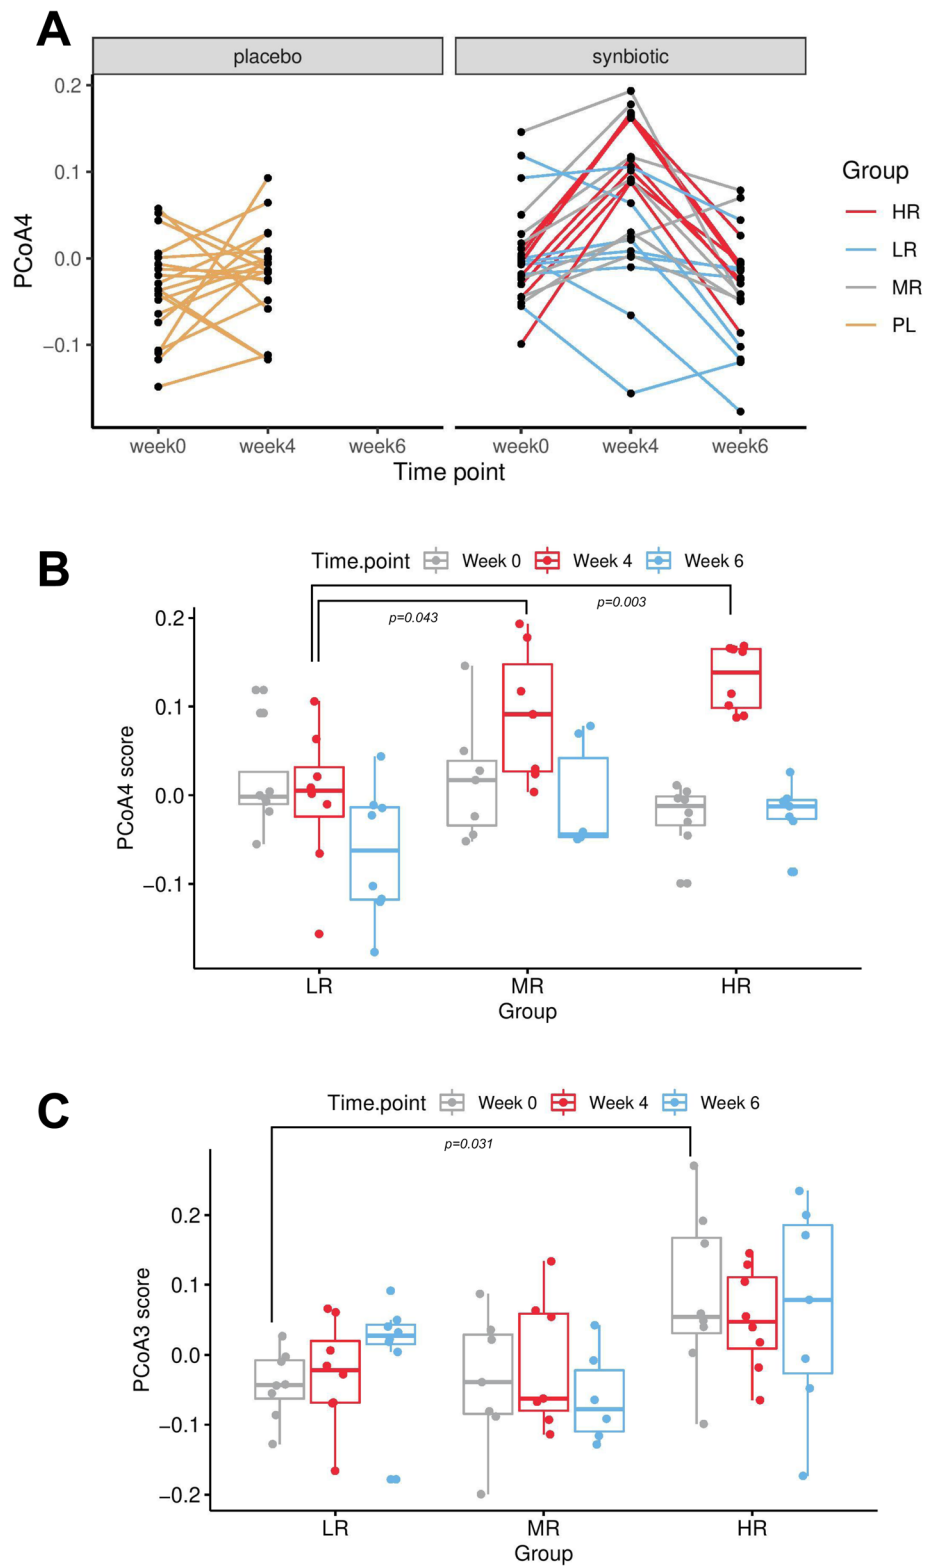 A
placebo
synbiotic
PCoA4
0.2
0.1
0.0
−0.1
week0
week4
week6
week0
week4
week6
Time point
Group
HR
LR
MR
PL
B
Time.point Week 0 Week 4 Week 6
p=0.043
p=0.003
PCoA4 score
0.2
0.1
0.0
−0.1
LR
MR
HR
Group
C
Time.point Week 0 Week 4 Week 6
p=0.031
PCoA3 score
0.2
0.1
0.0
−0.1
−0.2
LR
MR
HR
Group